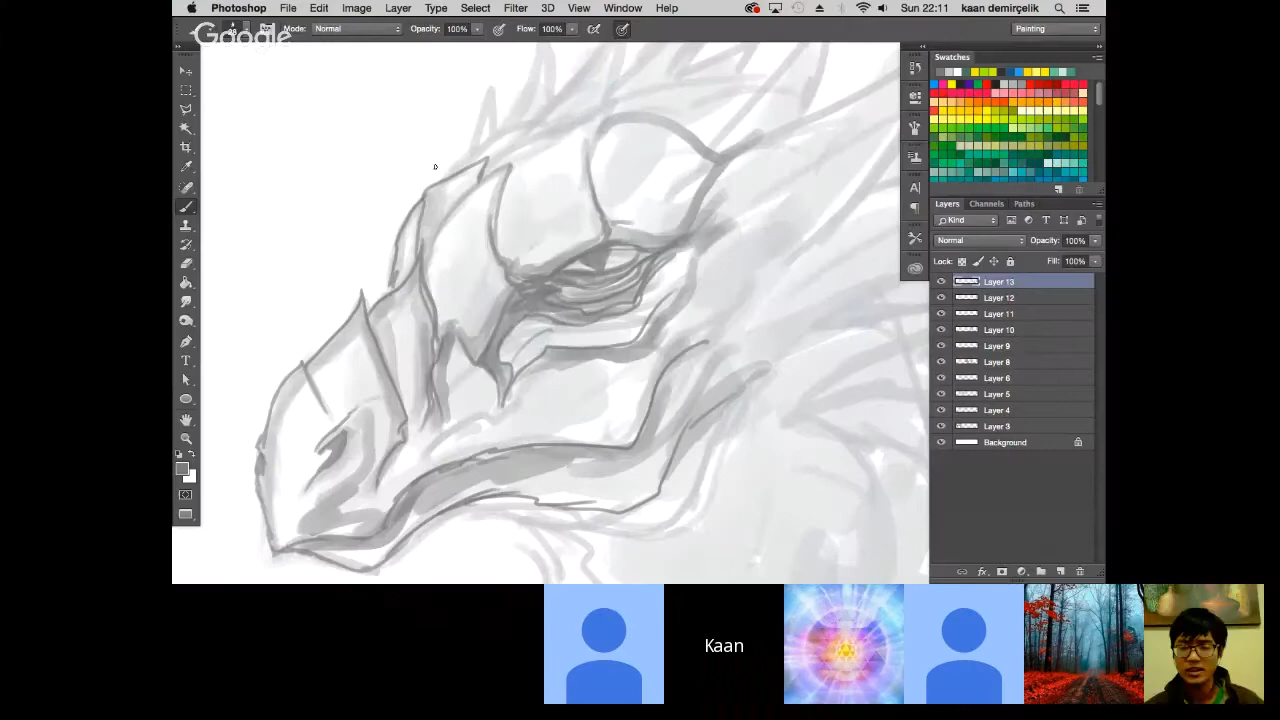 Photoshop File Edit Image Layer Type Select Filter 3D View Window Help Sun 22:11 kaan demirçelik
Google Mode: Normal Opacity: 100% Flow: 100% Painting
Swatches
Layers Channels Paths
Kind
Normal Opacity: 100%
Lock: Fill: 100%
Layer 13
Layer 12
Layer 11
Layer 10
Layer 9
Layer 8
Layer 6
Layer 5
Layer 4
Layer 3
Background
Kaan